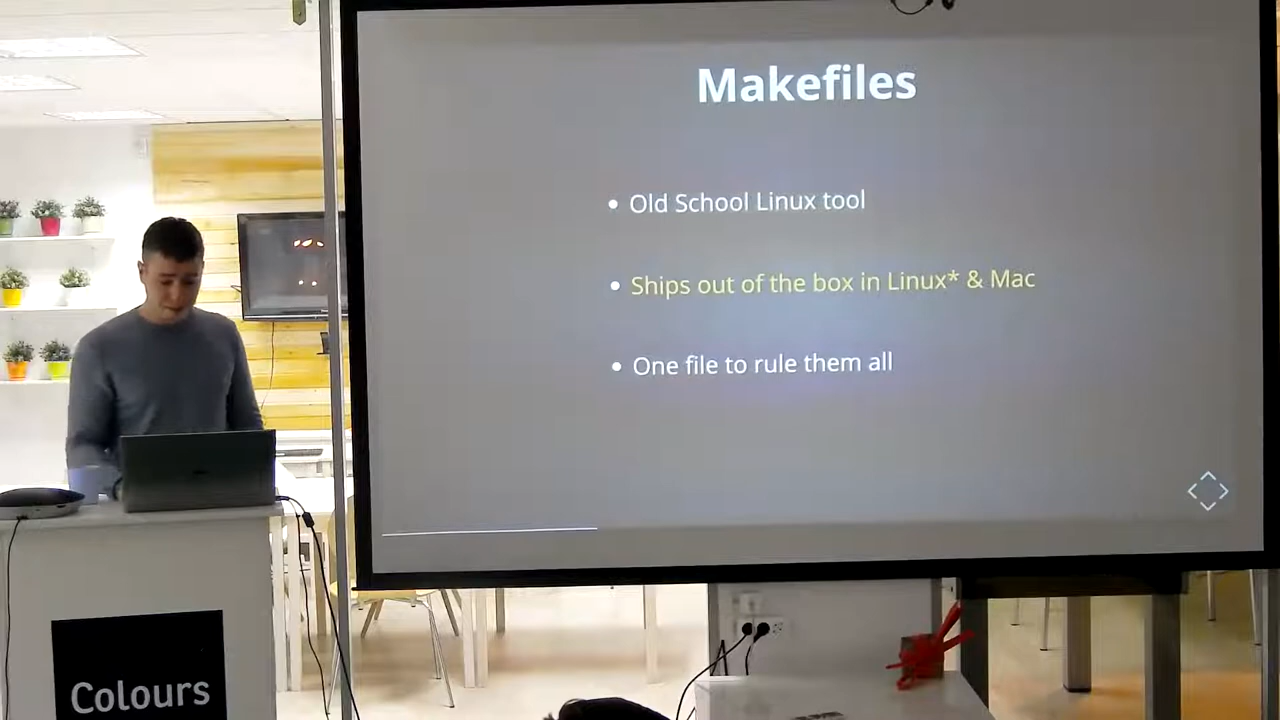 Makefiles
Old School Linux tool
Ships out of the box in Linux* & Mac
One file to rule them all
Colours